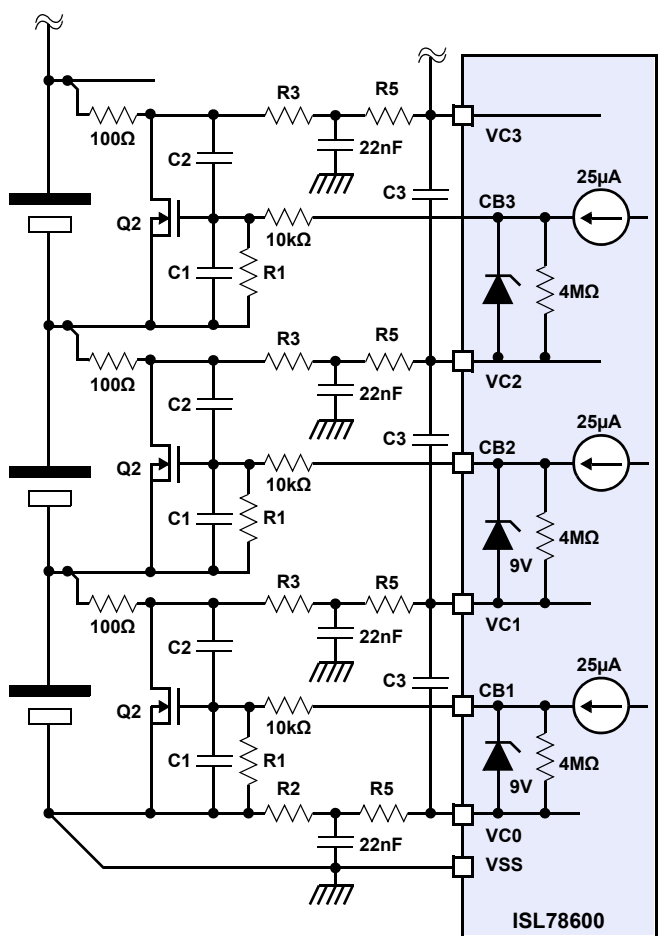 R3
R5
100Ω
VC3
C2
22nF
25µA
C3
CB3
Q2
10kΩ
C1
R1
4MΩ
R3
R5
100Ω
VC2
C2
22nF
25µA
C3
CB2
Q2
10kΩ
C1
R1
4MΩ
9V
R3
R5
100Ω
VC1
C2
22nF
25µA
C3
CB1
Q2
10kΩ
C1
R1
4MΩ
R2
R5
9V
VC0
22nF
VSS
ISL78600